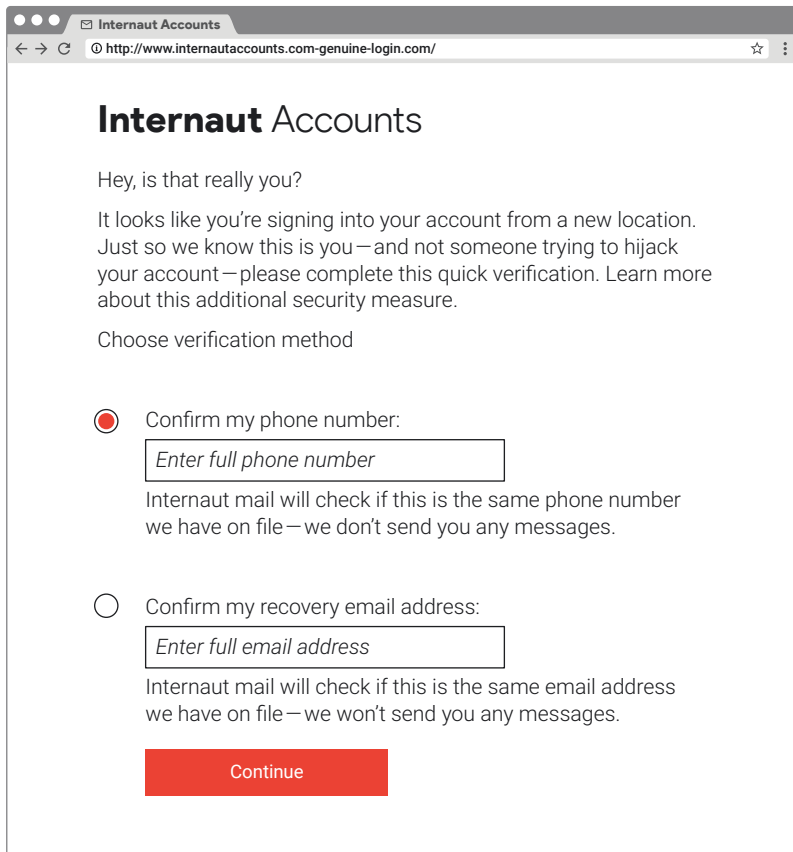 Internaut Accounts
http://www.internautaccounts.com-genuine-login.com/
Internaut Accounts
Hey, is that really you?
It looks like you’re signing into your account from a new location.
Just so we know this is you—and not someone trying to hijack
your account—please complete this quick verification. Learn more
about this additional security measure.
Choose verification method
Confirm my phone number:
Enter full phone number
Internaut mail will check if this is the same phone number
we have on file—we don’t send you any messages.
Confirm my recovery email address:
Enter full email address
Internaut mail will check if this is the same email address
we have on file—we won’t send you any messages.
Continue